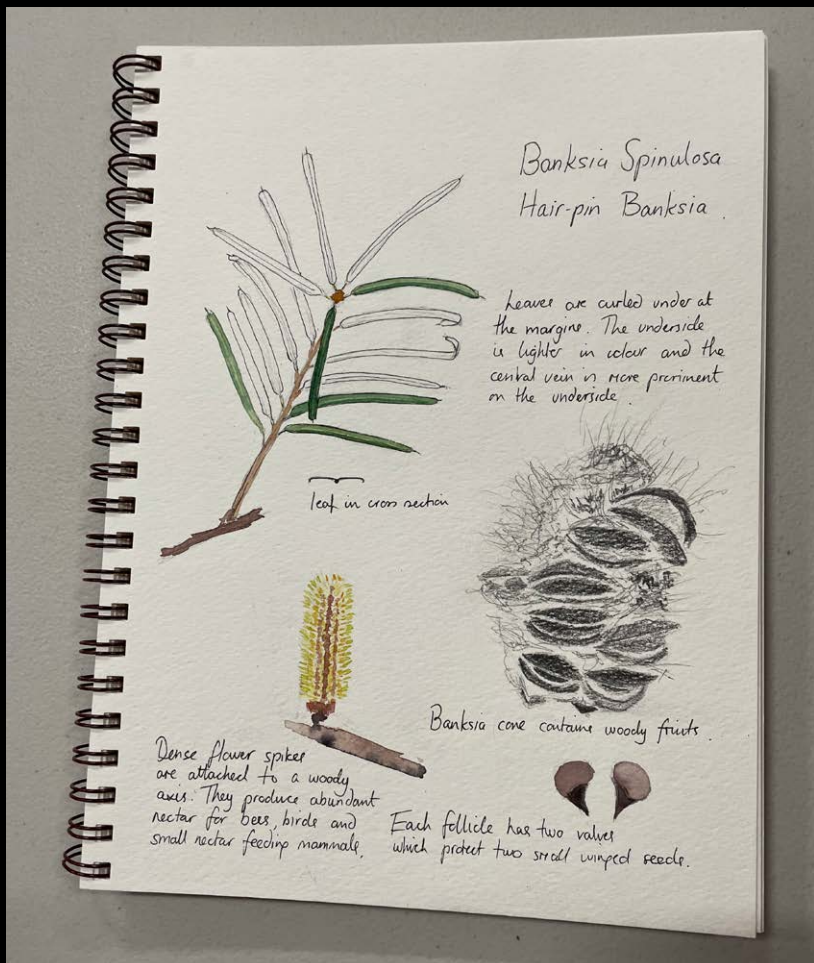 Banksia Spinulosa
Hair-pin Banksia
Leaves are curled under at
the margine. The underside
is lighter in colour and the
central vein is more prominent
on the underside.
leaf in cross section
Banksia cone contains woody fruits.
Dense flower spikes
are attached to a woody
axis. They produce abundant
nectar for bees, birds and
small nectar feeding mammals.
Each follicle has two valves
which protect two small winged seeds.